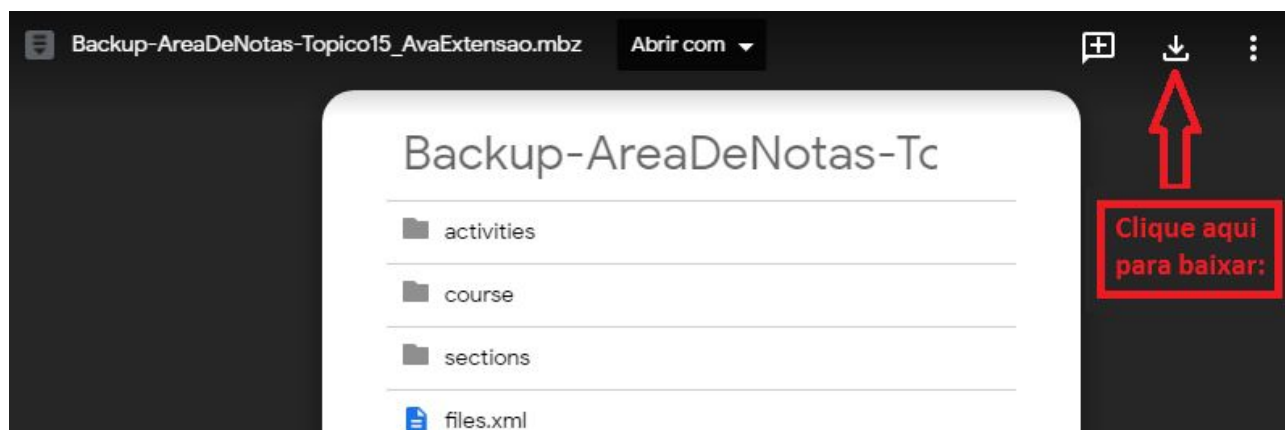 Backup-AreaDeNotas-Topico15_AvaExtensao.mbz Abrir com
Backup-AreaDeNotas-Tc
activities
course
sections
files.xml
Clique aqui
para baixar: